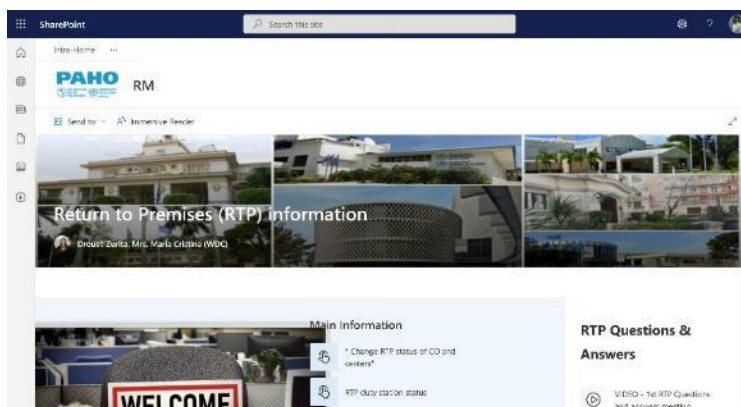 SharePoint
Search this site
Intra-Home ...
PAHO
RM
Send to
Immersive Reader
Return to Premises (RTP) information
Drouet Zurita, Mrs. Maria Cristina (WDC)
Main Information
* Change RTP status of CO and
centers*
RTP duty station status
WELCOME
RTP Questions &
Answers
VIDEO - 1st RTP Questions
and answers meeting